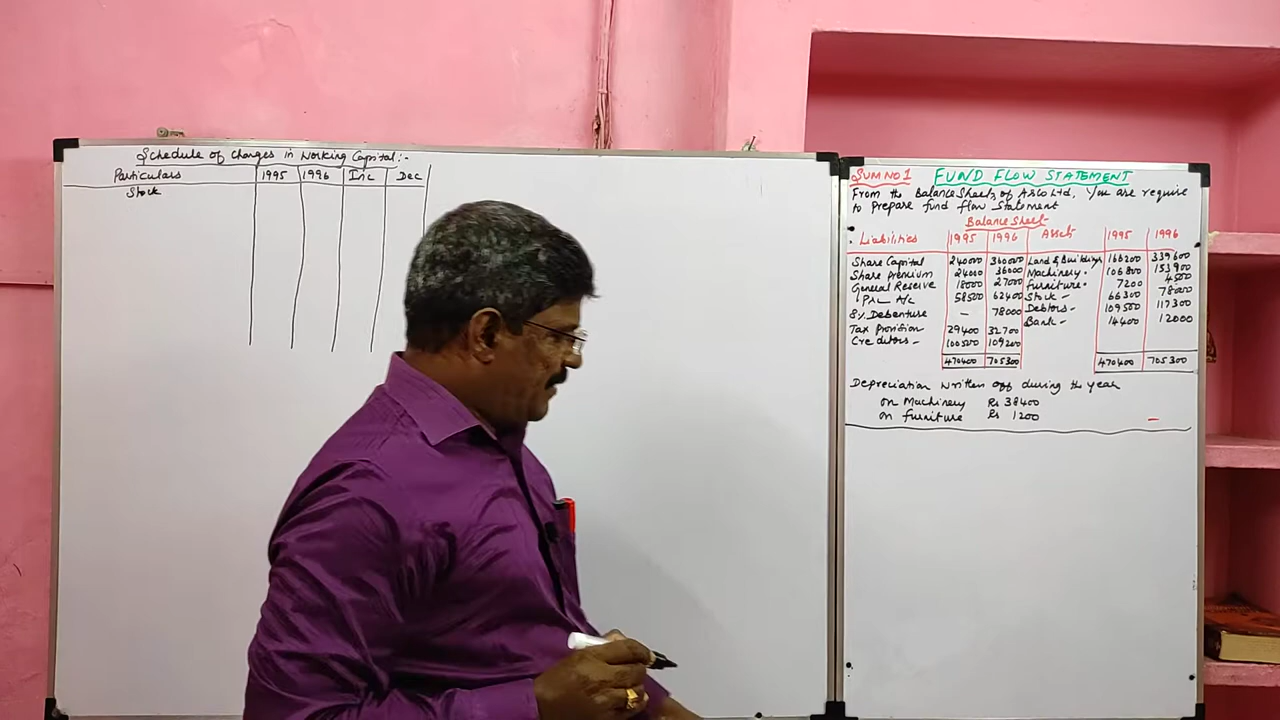 Schedule of Changes in Working Capital:-
Particulars 1995 1996 Inc Dec
Stock
SUM NO 1 FUND FLOW STATEMENT
From the Balance Sheets of Ltd, You are require
to prepare fund flow Statement
Balance Sheet
Liabilities 1995 1996 Assets 1995 1996
Share Capital 240000 360000 Land & Buildings 166200 339600
Share premium 24000 36000 Machinery 106800 153900
General Reserve 18000 27000 furniture 7200 4500
P/L A/c 58500 62400 Stock - 66300 78000
8% Debenture - 78000 Debtors - 109500 117300
Tax provision 29400 32700 Bank - 14400 12000
Creditors - 100500 109200
470400 705300 470400 705300
Depreciation written off during the year
on Machinery Rs 38400
on furniture Rs 1200